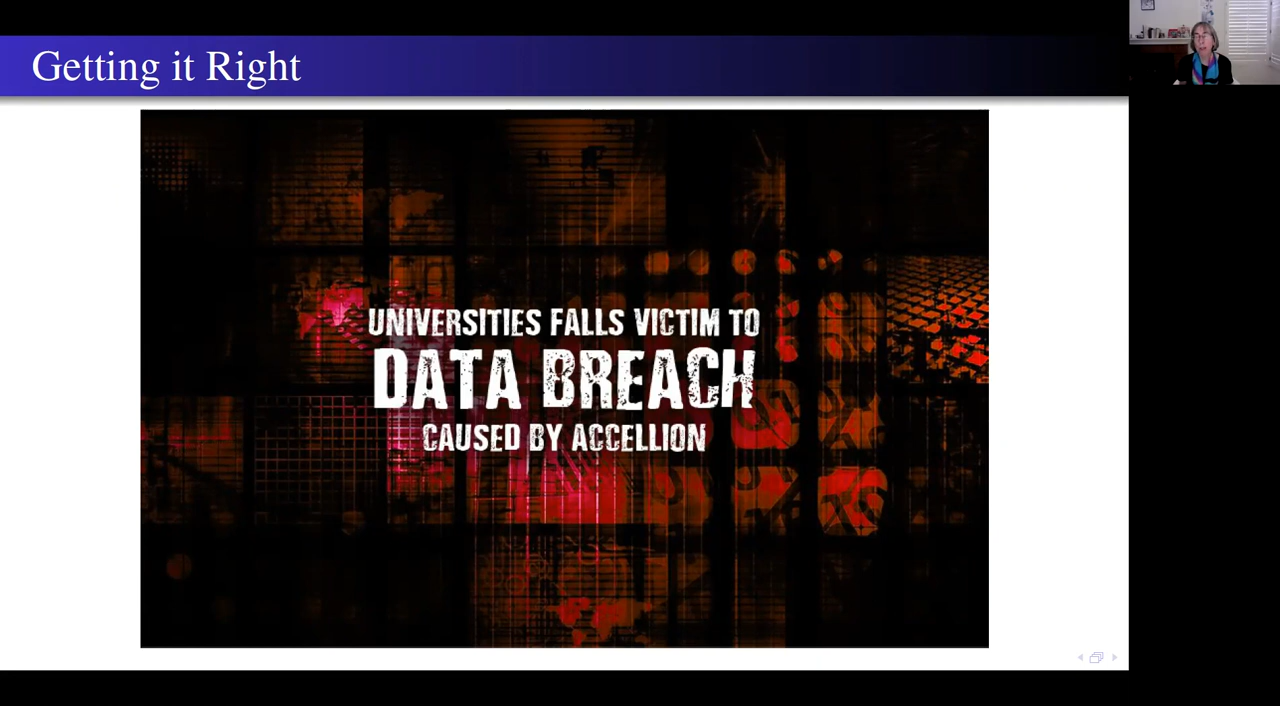 Getting it Right
UNIVERSITIES FALLS VICTIM TO
DATA BREACH
CAUSED BY ACCELLION